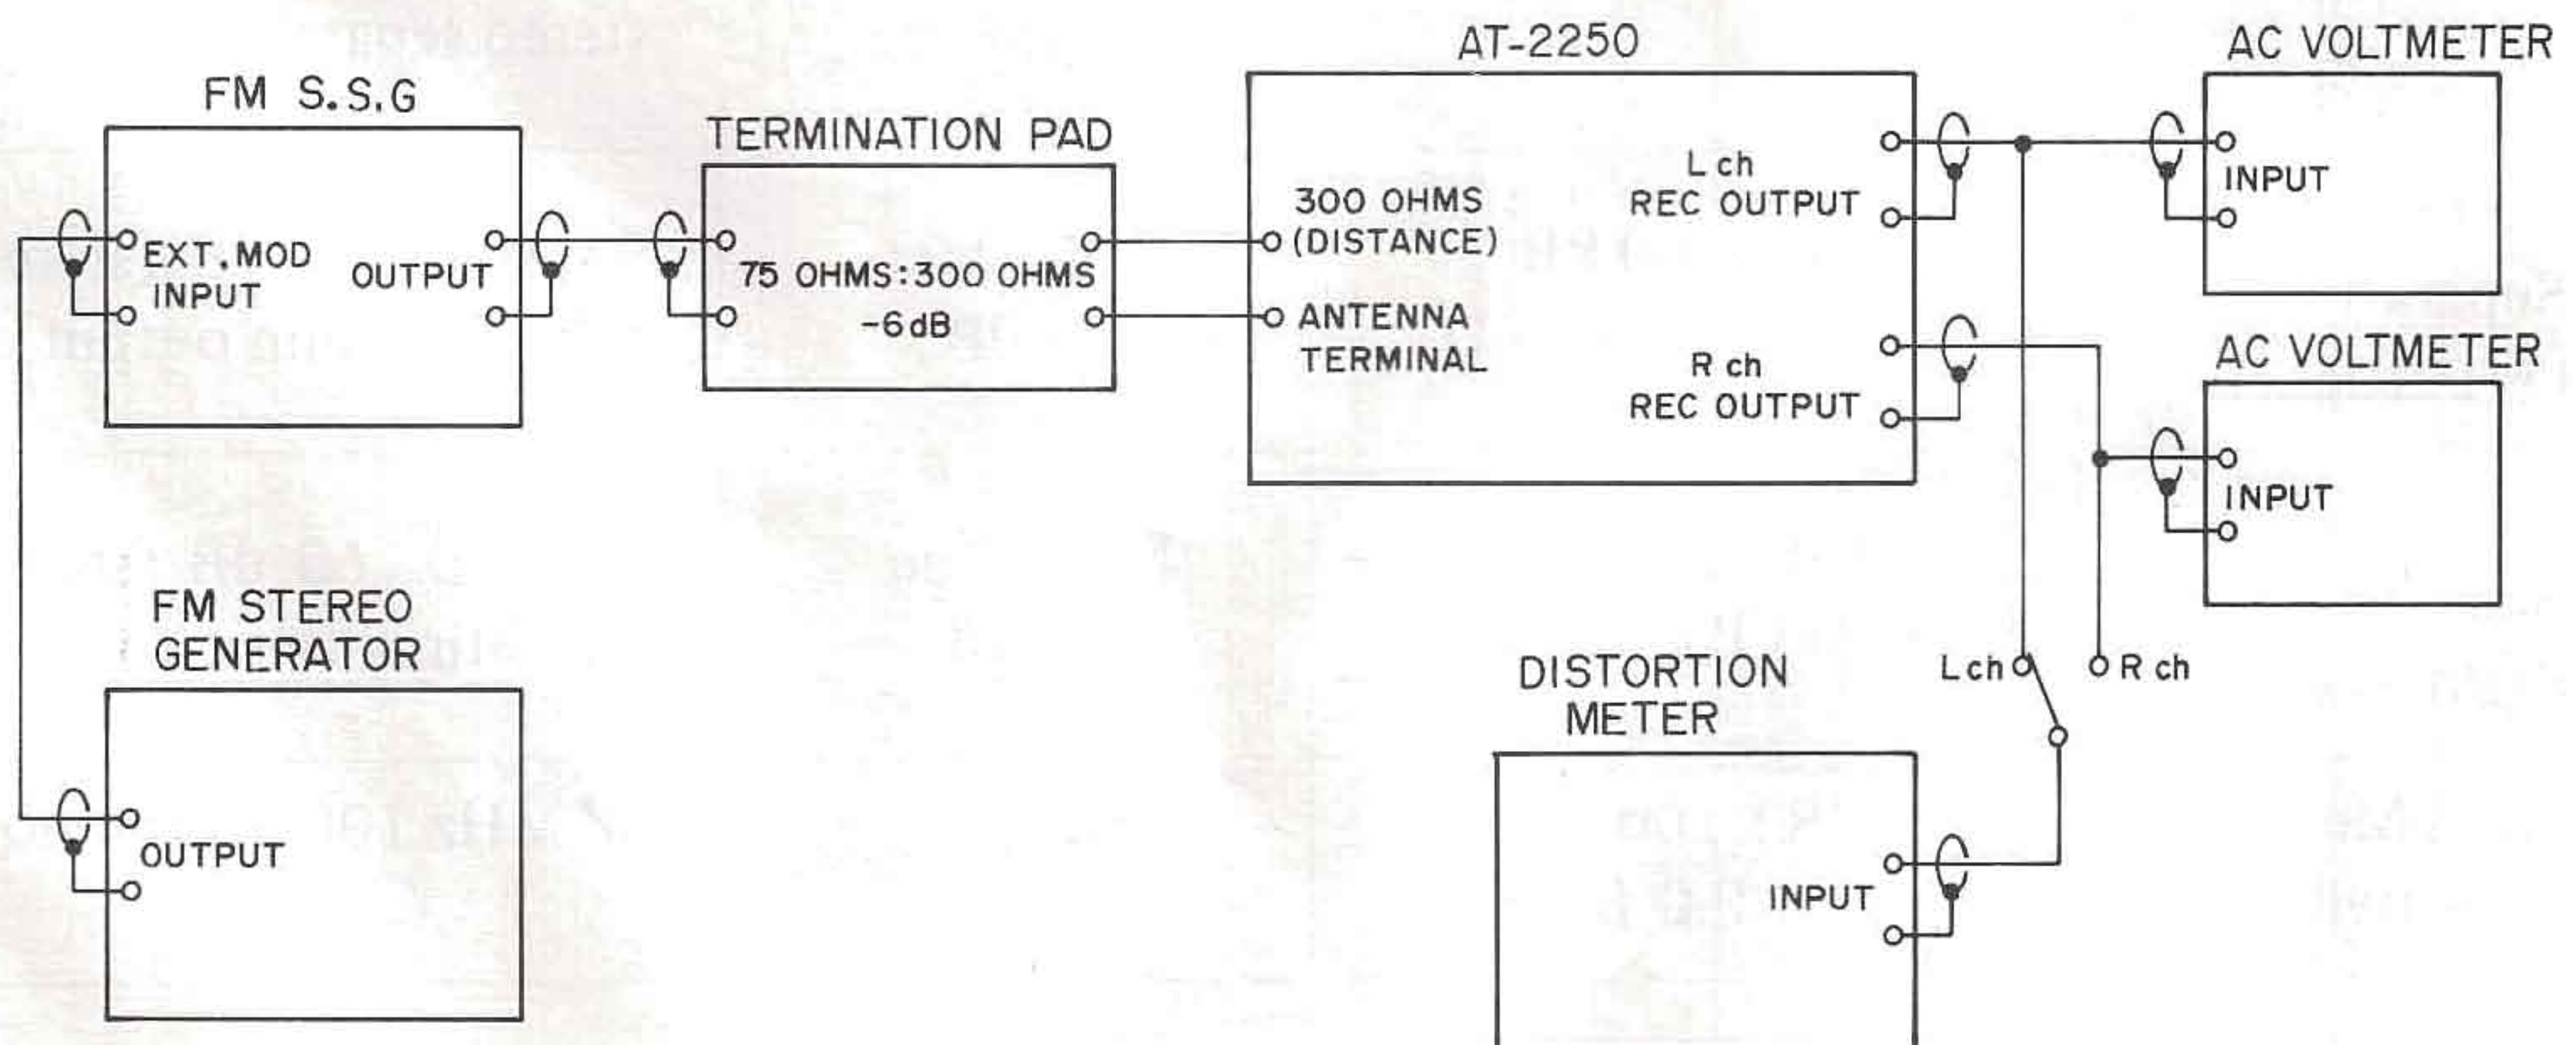 FM S.S.G
EXT.MOD
INPUT
OUTPUT
TERMINATION PAD
75 OHMS:300 OHMS
-6dB
AT-2250
300 OHMS
(DISTANCE)
ANTENNA
TERMINAL
L ch
REC OUTPUT
R ch
REC OUTPUT
AC VOLTMETER
INPUT
AC VOLTMETER
INPUT
FM STEREO
GENERATOR
OUTPUT
DISTORTION
METER
INPUT
L ch
R ch